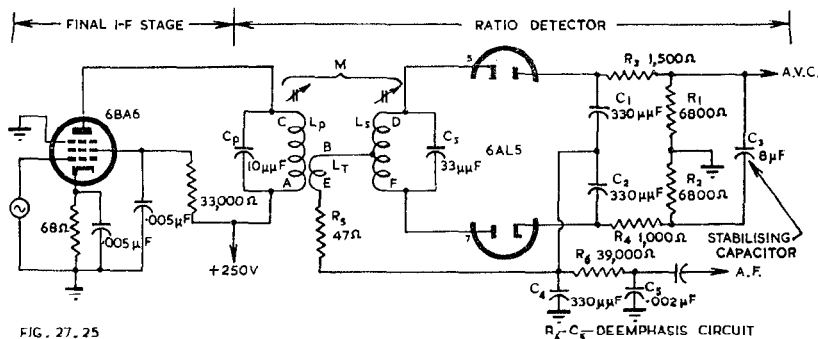 FINAL I-F STAGE
RATIO DETECTOR
6BA6
M
C
Lp
Cp
10μμF
A
B
LT
E
Ls
D
Cs
33μμF
F
5
6AL5
7
R3 1,500Ω
A.V.C.
C1
330μμF
R1
6800Ω
C3
8μF
C2
330μμF
R2
6800Ω
R4 1,000Ω
STABILISING
CAPACITOR
68Ω
.005μF
.005μF
33,000Ω
+250V
R5
47Ω
R6 39,000Ω
A.F.
C4
330μμF
C5
.002μF
FIG. 27.25
R6-C5-DEEMPHASIS CIRCUIT